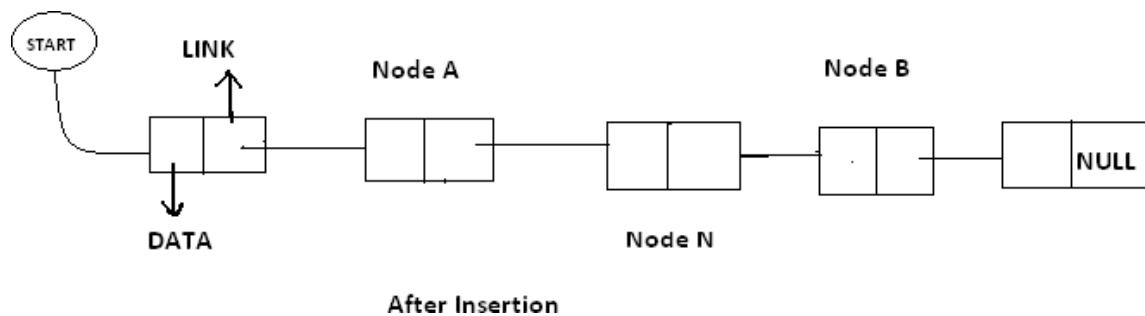 START
LINK
Node A
Node B
NULL
DATA
Node N
After Insertion